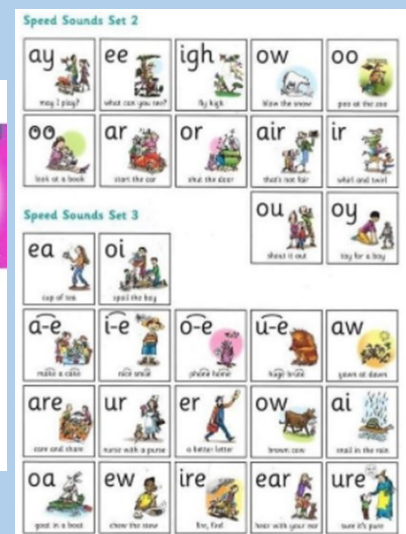 Speed Sounds Set 2
ay ee igh ow oo
may I play? what can you see? fly high blow the snow poo at the zoo
oo ar or air ir
look at a book start the car shut the door that's not fair whirl and twirl
ou oy
shout it out toy for a boy
Speed Sounds Set 3
ea oi
cup of tea spoil the boy
a-e i-e o-e u-e aw
make a cake nice smile phone home huge brute yawn at dawn
are ur er ow ai
care and share nurse with a purse a better letter brown cow snail in the rain
oa ew ire ear ure
goat in a boat chew the stew fire, fire! hear with your ear sure it's pure